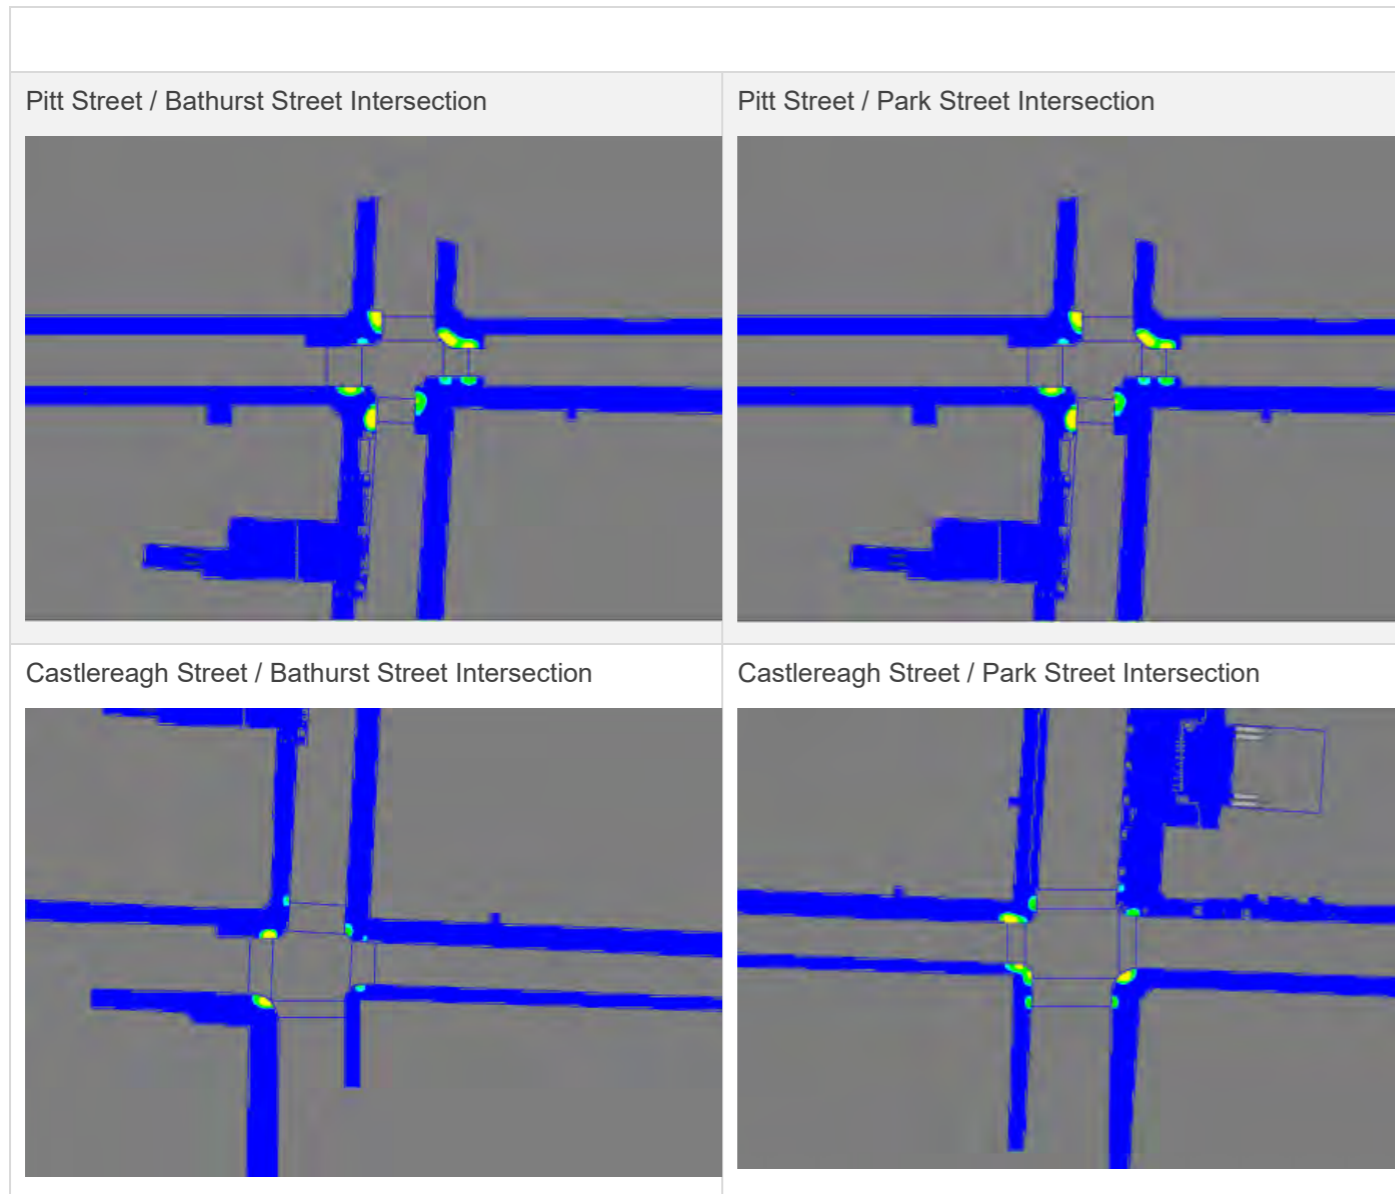 Pitt Street / Bathurst Street Intersection
Pitt Street / Park Street Intersection
Castlereagh Street / Bathurst Street Intersection
Castlereagh Street / Park Street Intersection